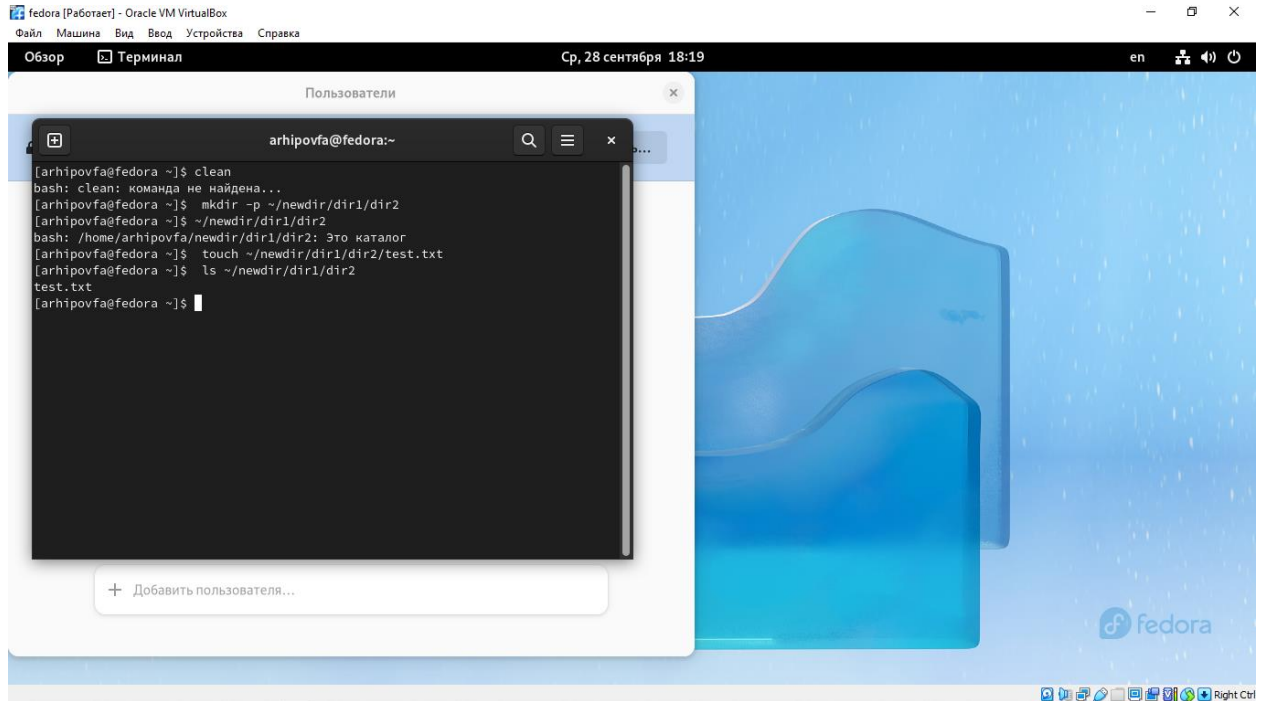 fedora [Работает] - Oracle VM VirtualBox
Файл Машина Вид Ввод Устройства Справка
Обзор Терминал Ср, 28 сентября 18:19 en
Пользователи
arhipovfa@fedora:~
[arhipovfa@fedora ~]$ clean
bash: clean: команда не найдена...
[arhipovfa@fedora ~]$  mkdir -p ~/newdir/dir1/dir2
[arhipovfa@fedora ~]$ ~/newdir/dir1/dir2
bash: /home/arhipovfa/newdir/dir1/dir2: Это каталог
[arhipovfa@fedora ~]$  touch ~/newdir/dir1/dir2/test.txt
[arhipovfa@fedora ~]$  ls ~/newdir/dir1/dir2
test.txt
[arhipovfa@fedora ~]$
+ Добавить пользователя...
fedora
Right Ctrl